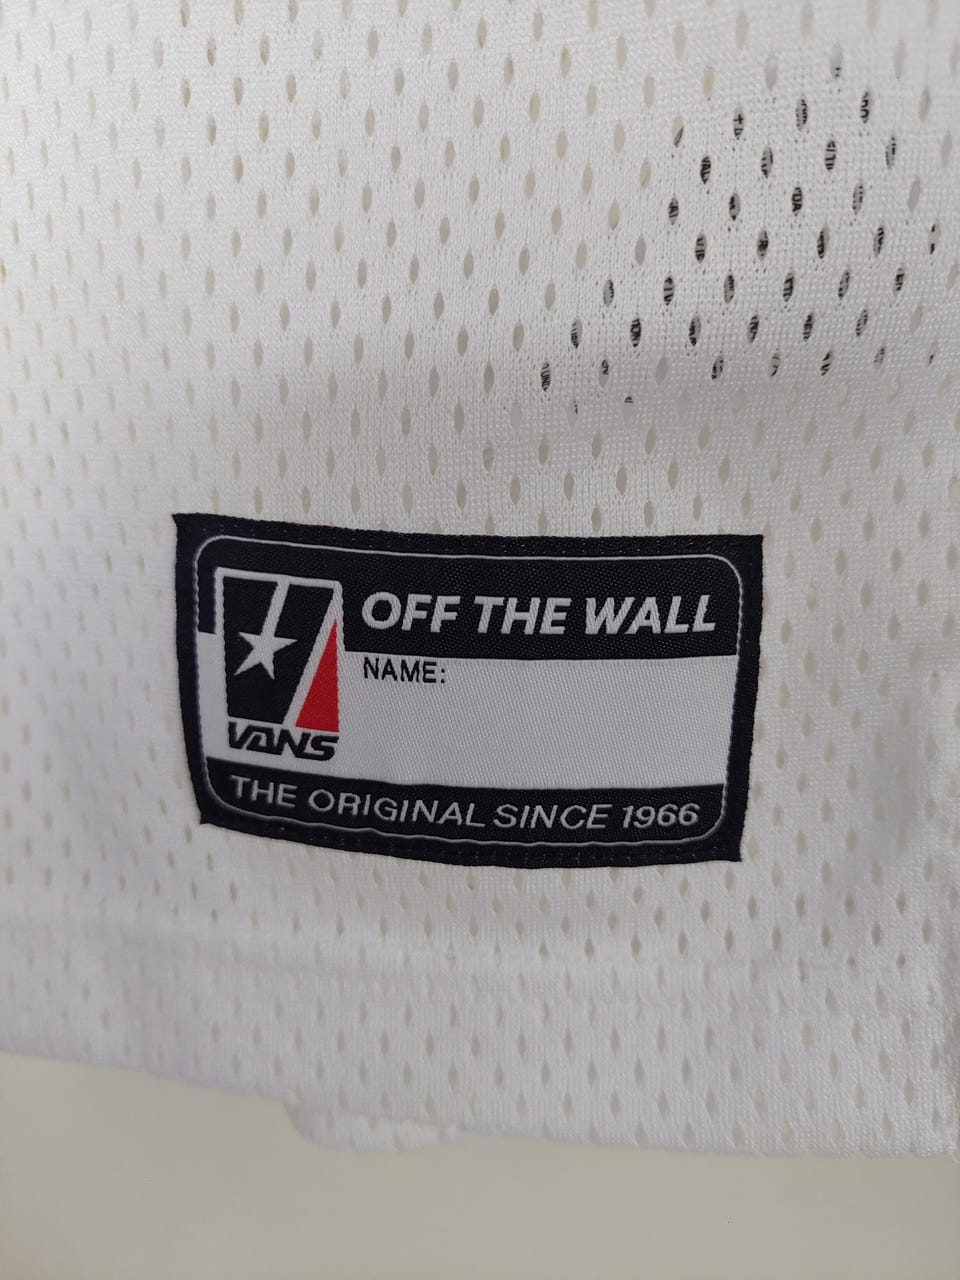 OFF THE WALL
NAME:
VANS
THE ORIGINAL SINCE 1966